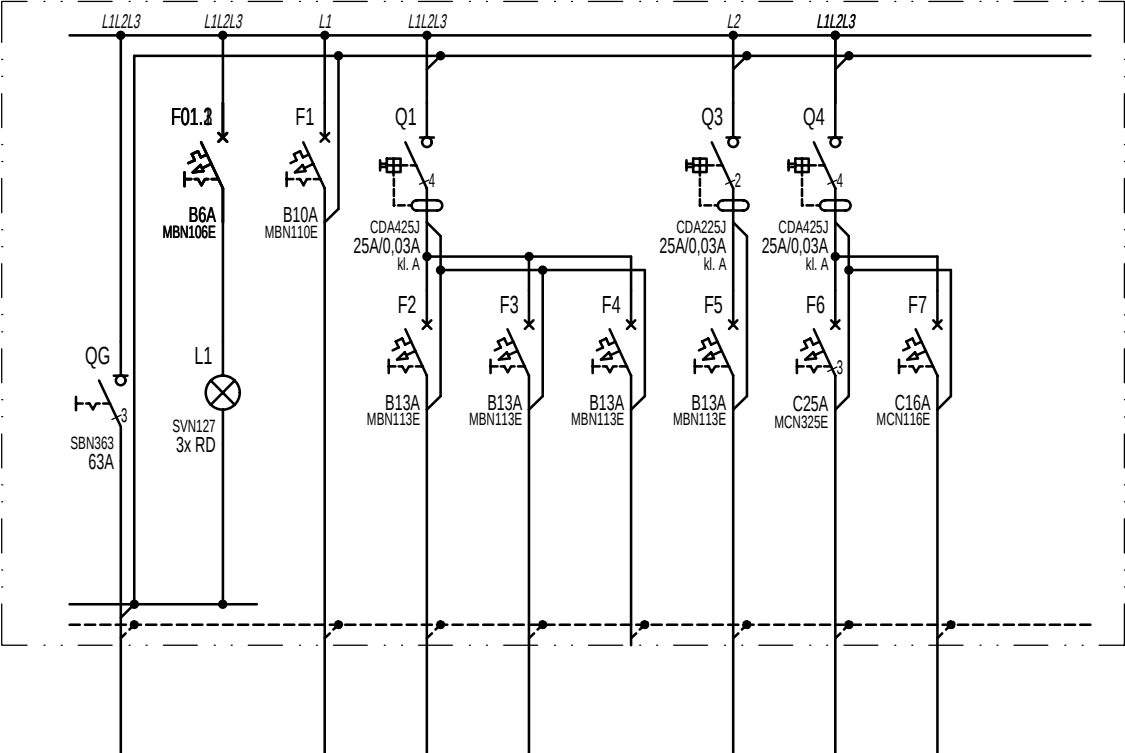 L1L2L3 L1L2L3 L1 L1L2L3 L2 L1L2L3
F1 Q1 Q3 Q4
4 2 4
B6A B10A
MBN106E MBN110E
CDA425J CDA225J CDA425J
25A/0,03A 25A/0,03A 25A/0,03A
kl. A kl. A kl. A
F2 F3 F4 F5 F6 F7
QG L1
3
B13A B13A B13A B13A C25A C16A
MBN113E MBN113E MBN113E MBN113E MCN325E MCN116E
3
SVN127
3x RD
SBN363
63A